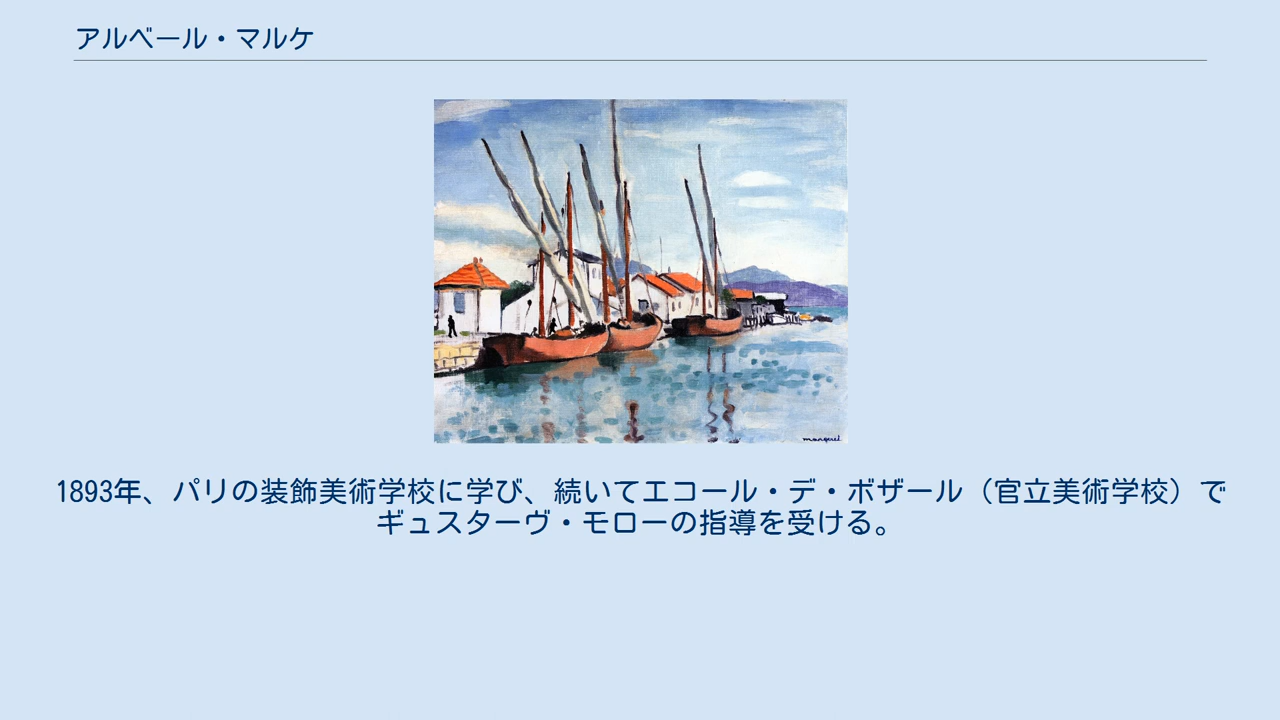 アルベール・マルケ
marquet
1893年、パリの装飾美術学校に学び、続いてエコール・デ・ボザール（官立美術学校）で
ギュスターヴ・モローの指導を受ける。